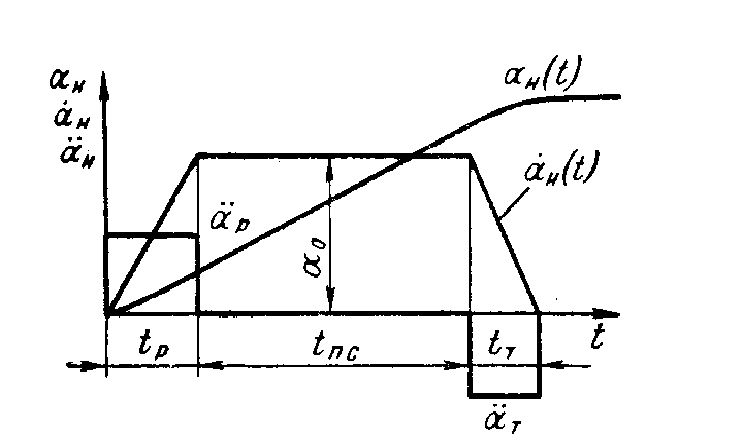 α_н
α̇_н
α̈_н
α_н(t)
α̇_н(t)
α̈_р
α_0
t
t_р
t_пс
t_т
α̈_т